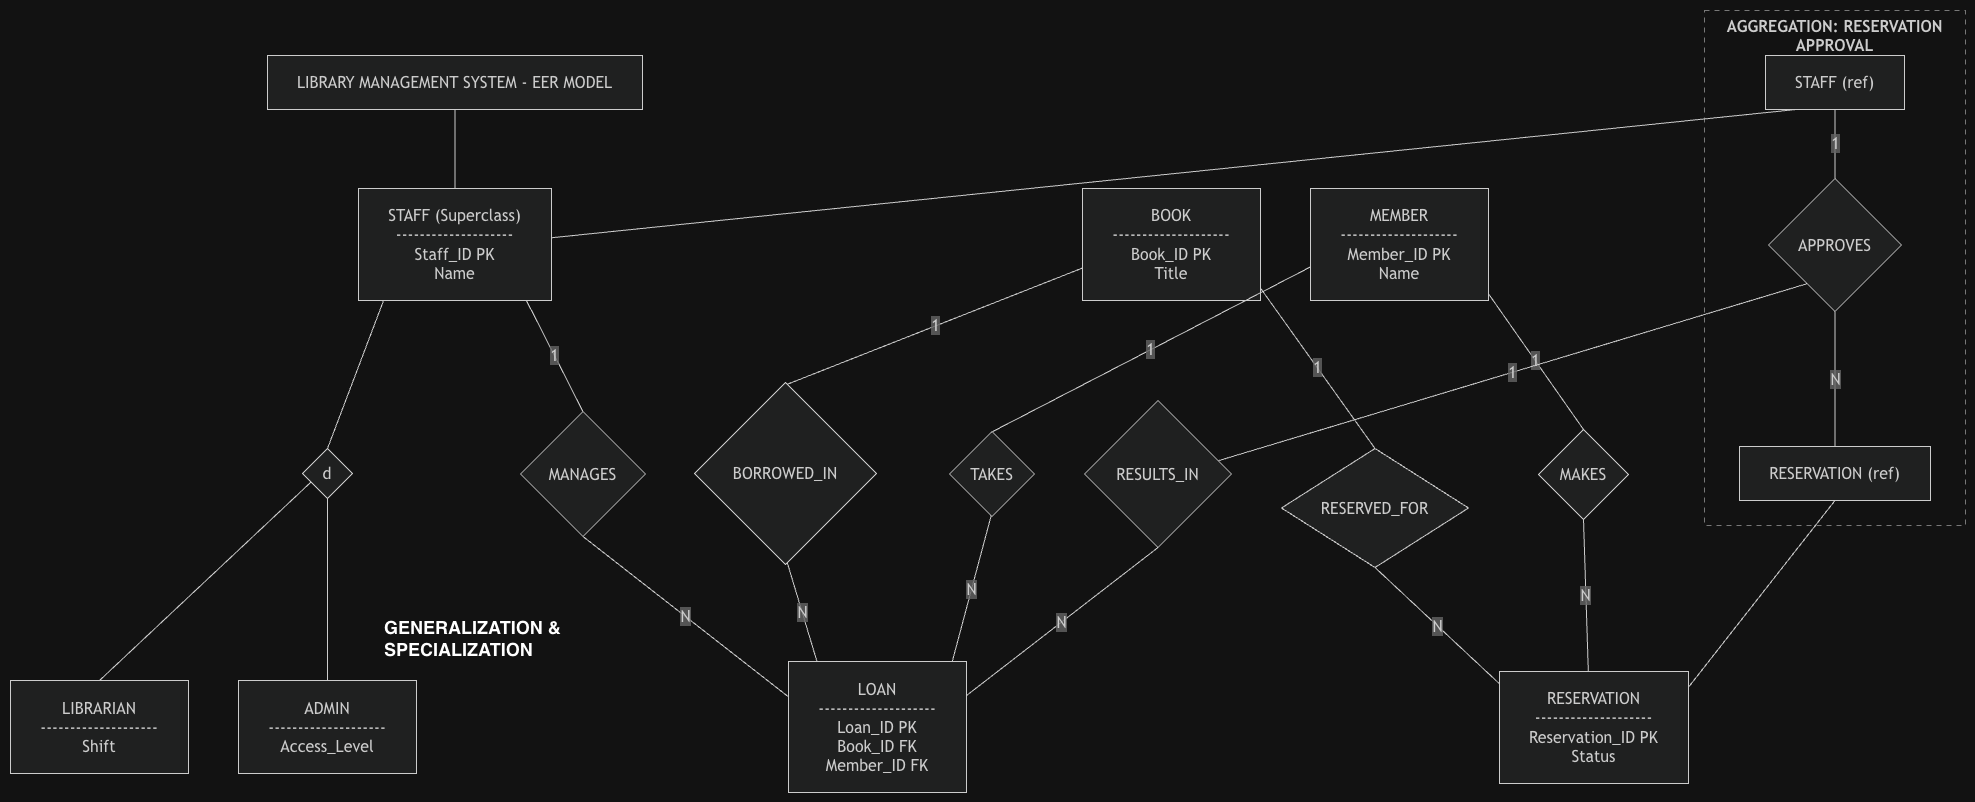 AGGREGATION: RESERVATION
APPROVAL
LIBRARY MANAGEMENT SYSTEM - EER MODEL
STAFF (ref)
1
STAFF (Superclass)
--------------------
Staff_ID PK
Name
BOOK
--------------------
Book_ID PK
Title
MEMBER
--------------------
Member_ID PK
Name
APPROVES
1
1
1
1
1
1
N
d
MANAGES
BORROWED_IN
TAKES
RESULTS_IN
RESERVED_FOR
MAKES
RESERVATION (ref)
N
N
N
N
N
N
GENERALIZATION &
SPECIALIZATION
LIBRARIAN
--------------------
Shift
ADMIN
--------------------
Access_Level
LOAN
--------------------
Loan_ID PK
Book_ID FK
Member_ID FK
RESERVATION
--------------------
Reservation_ID PK
Status